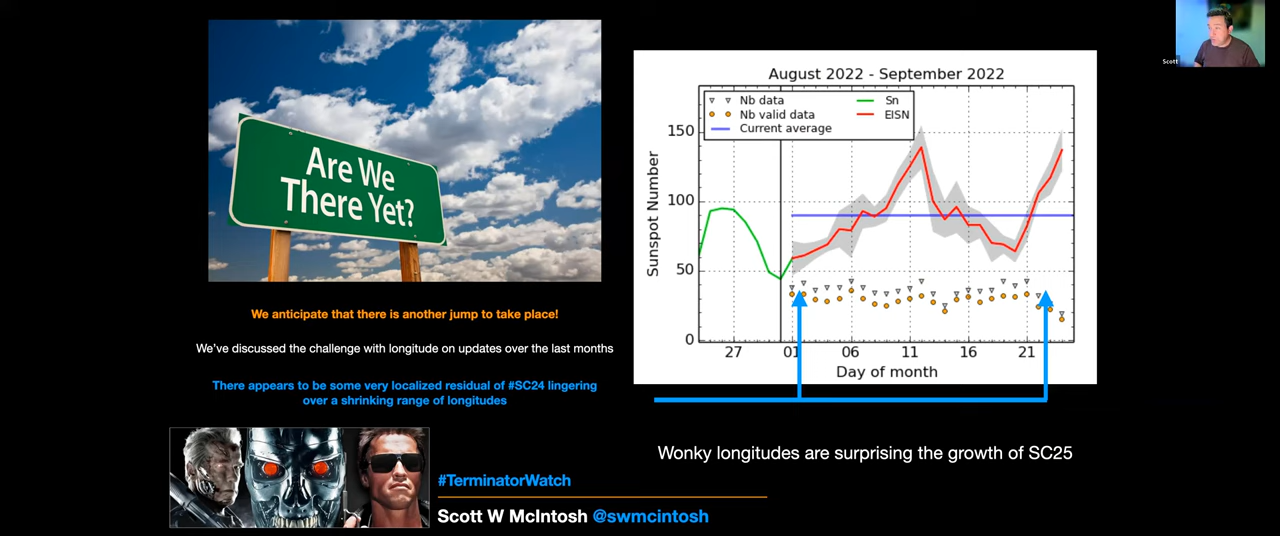 Are We
There Yet?
We anticipate that there is another jump to take place!
We've discussed the challenge with longitude on updates over the last months
There appears to be some very localized residual of #SC24 lingering
over a shrinking range of longitudes
#TerminatorWatch
Scott W McIntosh @swmcintosh
August 2022 - September 2022
Nb data
Nb valid data
Current average
Sn
EISN
Sunspot Number
150
100
50
0
27 01 06 11 16 21
Day of month
Wonky longitudes are surprising the growth of SC25
Scott